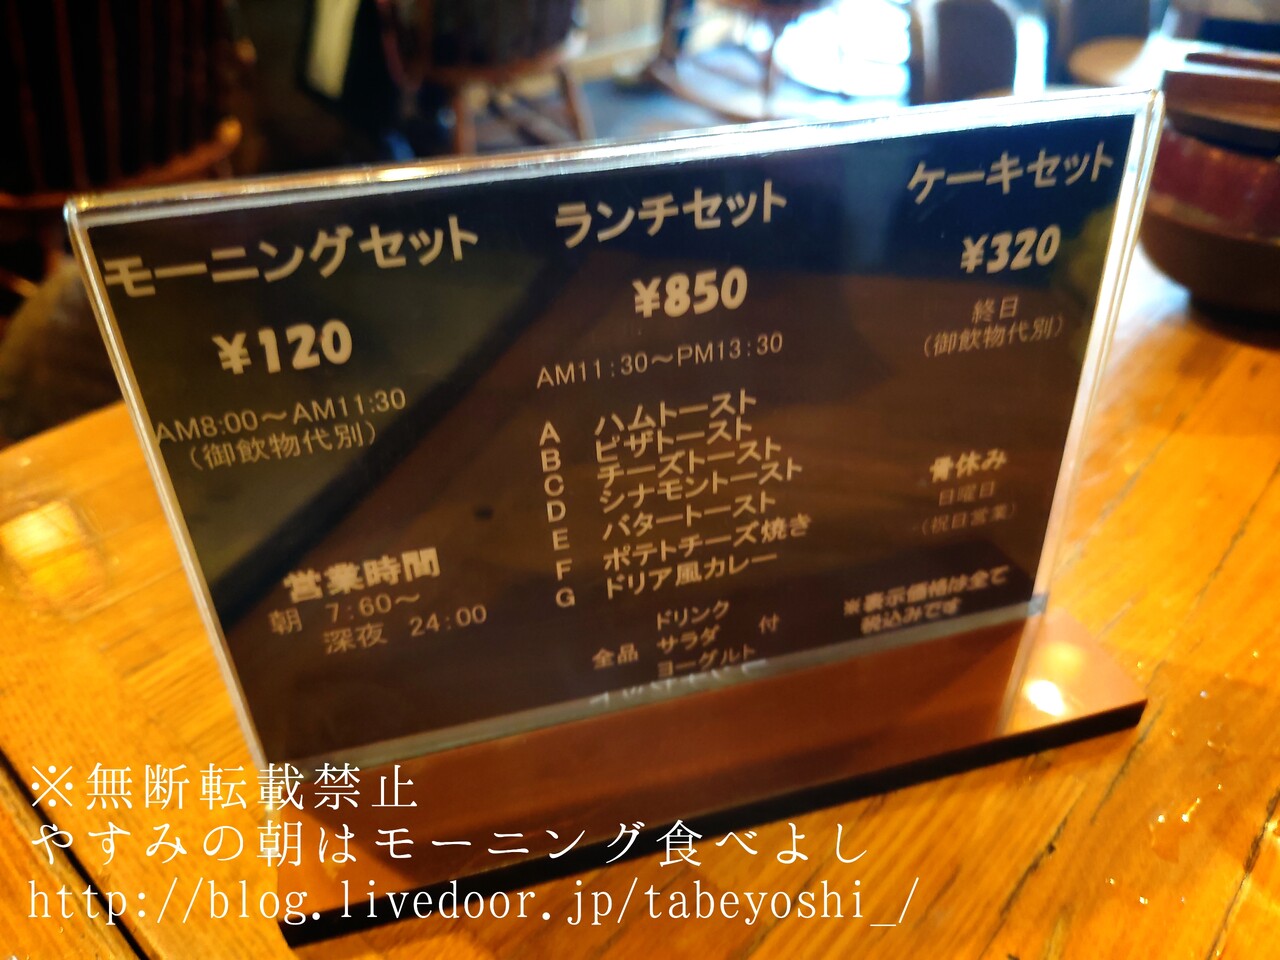 モーニングセット
¥120
AM8:00～AM11:30
（御飲物代別）
営業時間
朝 7:60～
深夜 24:00
ランチセット
¥850
AM11:30～PM13:30
A ハムトースト
B ピザトースト
C チーズトースト
D シナモントースト
E バタートースト
F ポテトチーズ焼き
G ドリア風カレー
全品 ドリンク
サラダ 付
ヨーグルト
ケーキセット
¥320
終日
（御飲物代別）
骨休み
日曜日
（祝日営業）
※表示価格は全て
税込みです
※無断転載禁止
やすみの朝はモーニング食べよし
http://blog.livedoor.jp/tabeyoshi_/